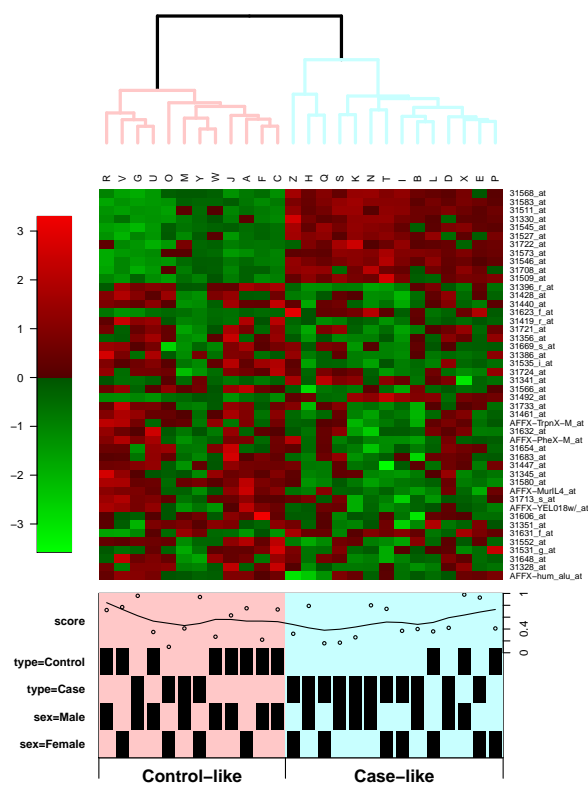 R V G U O M Y W J A F C Z H Q S K N T I B L D X E P
31568_at
31583_at
31511_at
31330_at
31545_at
31527_at
31722_at
31573_at
31546_at
31708_at
31509_at
31396_r_at
31428_at
31440_at
31623_f_at
31419_r_at
31721_at
31356_at
31669_s_at
31386_at
31535_i_at
31724_at
31341_at
31566_at
31492_at
31733_at
31461_at
AFFX−TrpnX−M_at
31632_at
AFFX−PheX−M_at
31654_at
31683_at
31447_at
31345_at
31580_at
AFFX−MurIL4_at
31713_s_at
AFFX−YEL018w/_at
31606_at
31351_at
31631_f_at
31552_at
31531_g_at
31648_at
31328_at
AFFX−hum_alu_at
3
2
1
0
−1
−2
−3
score
1
0.4
0
type=Control
type=Case
sex=Male
sex=Female
Control−like Case−like